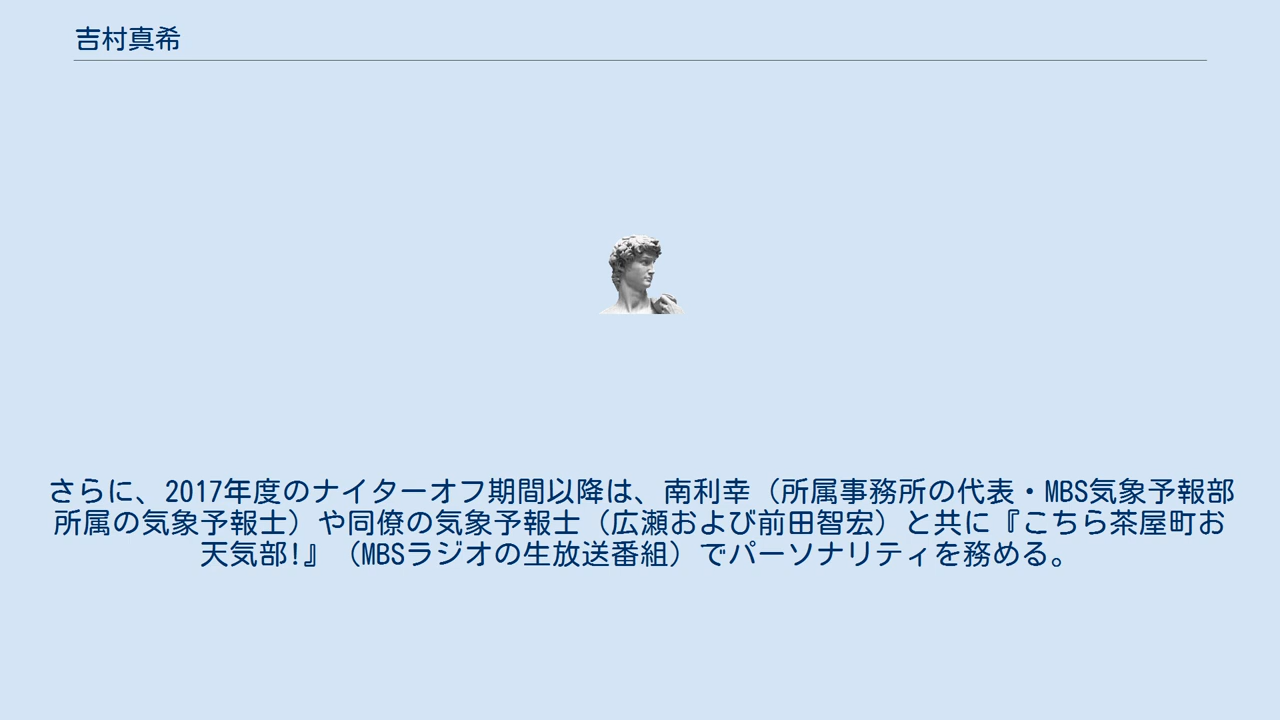 吉村真希
さらに、2017年度のナイターオフ期間以降は、南利幸（所属事務所の代表・MBS気象予報部
所属の気象予報士）や同僚の気象予報士（広瀬および前田智宏）と共に『こちら茶屋町お
天気部!』（MBSラジオの生放送番組）でパーソナリティを務める。